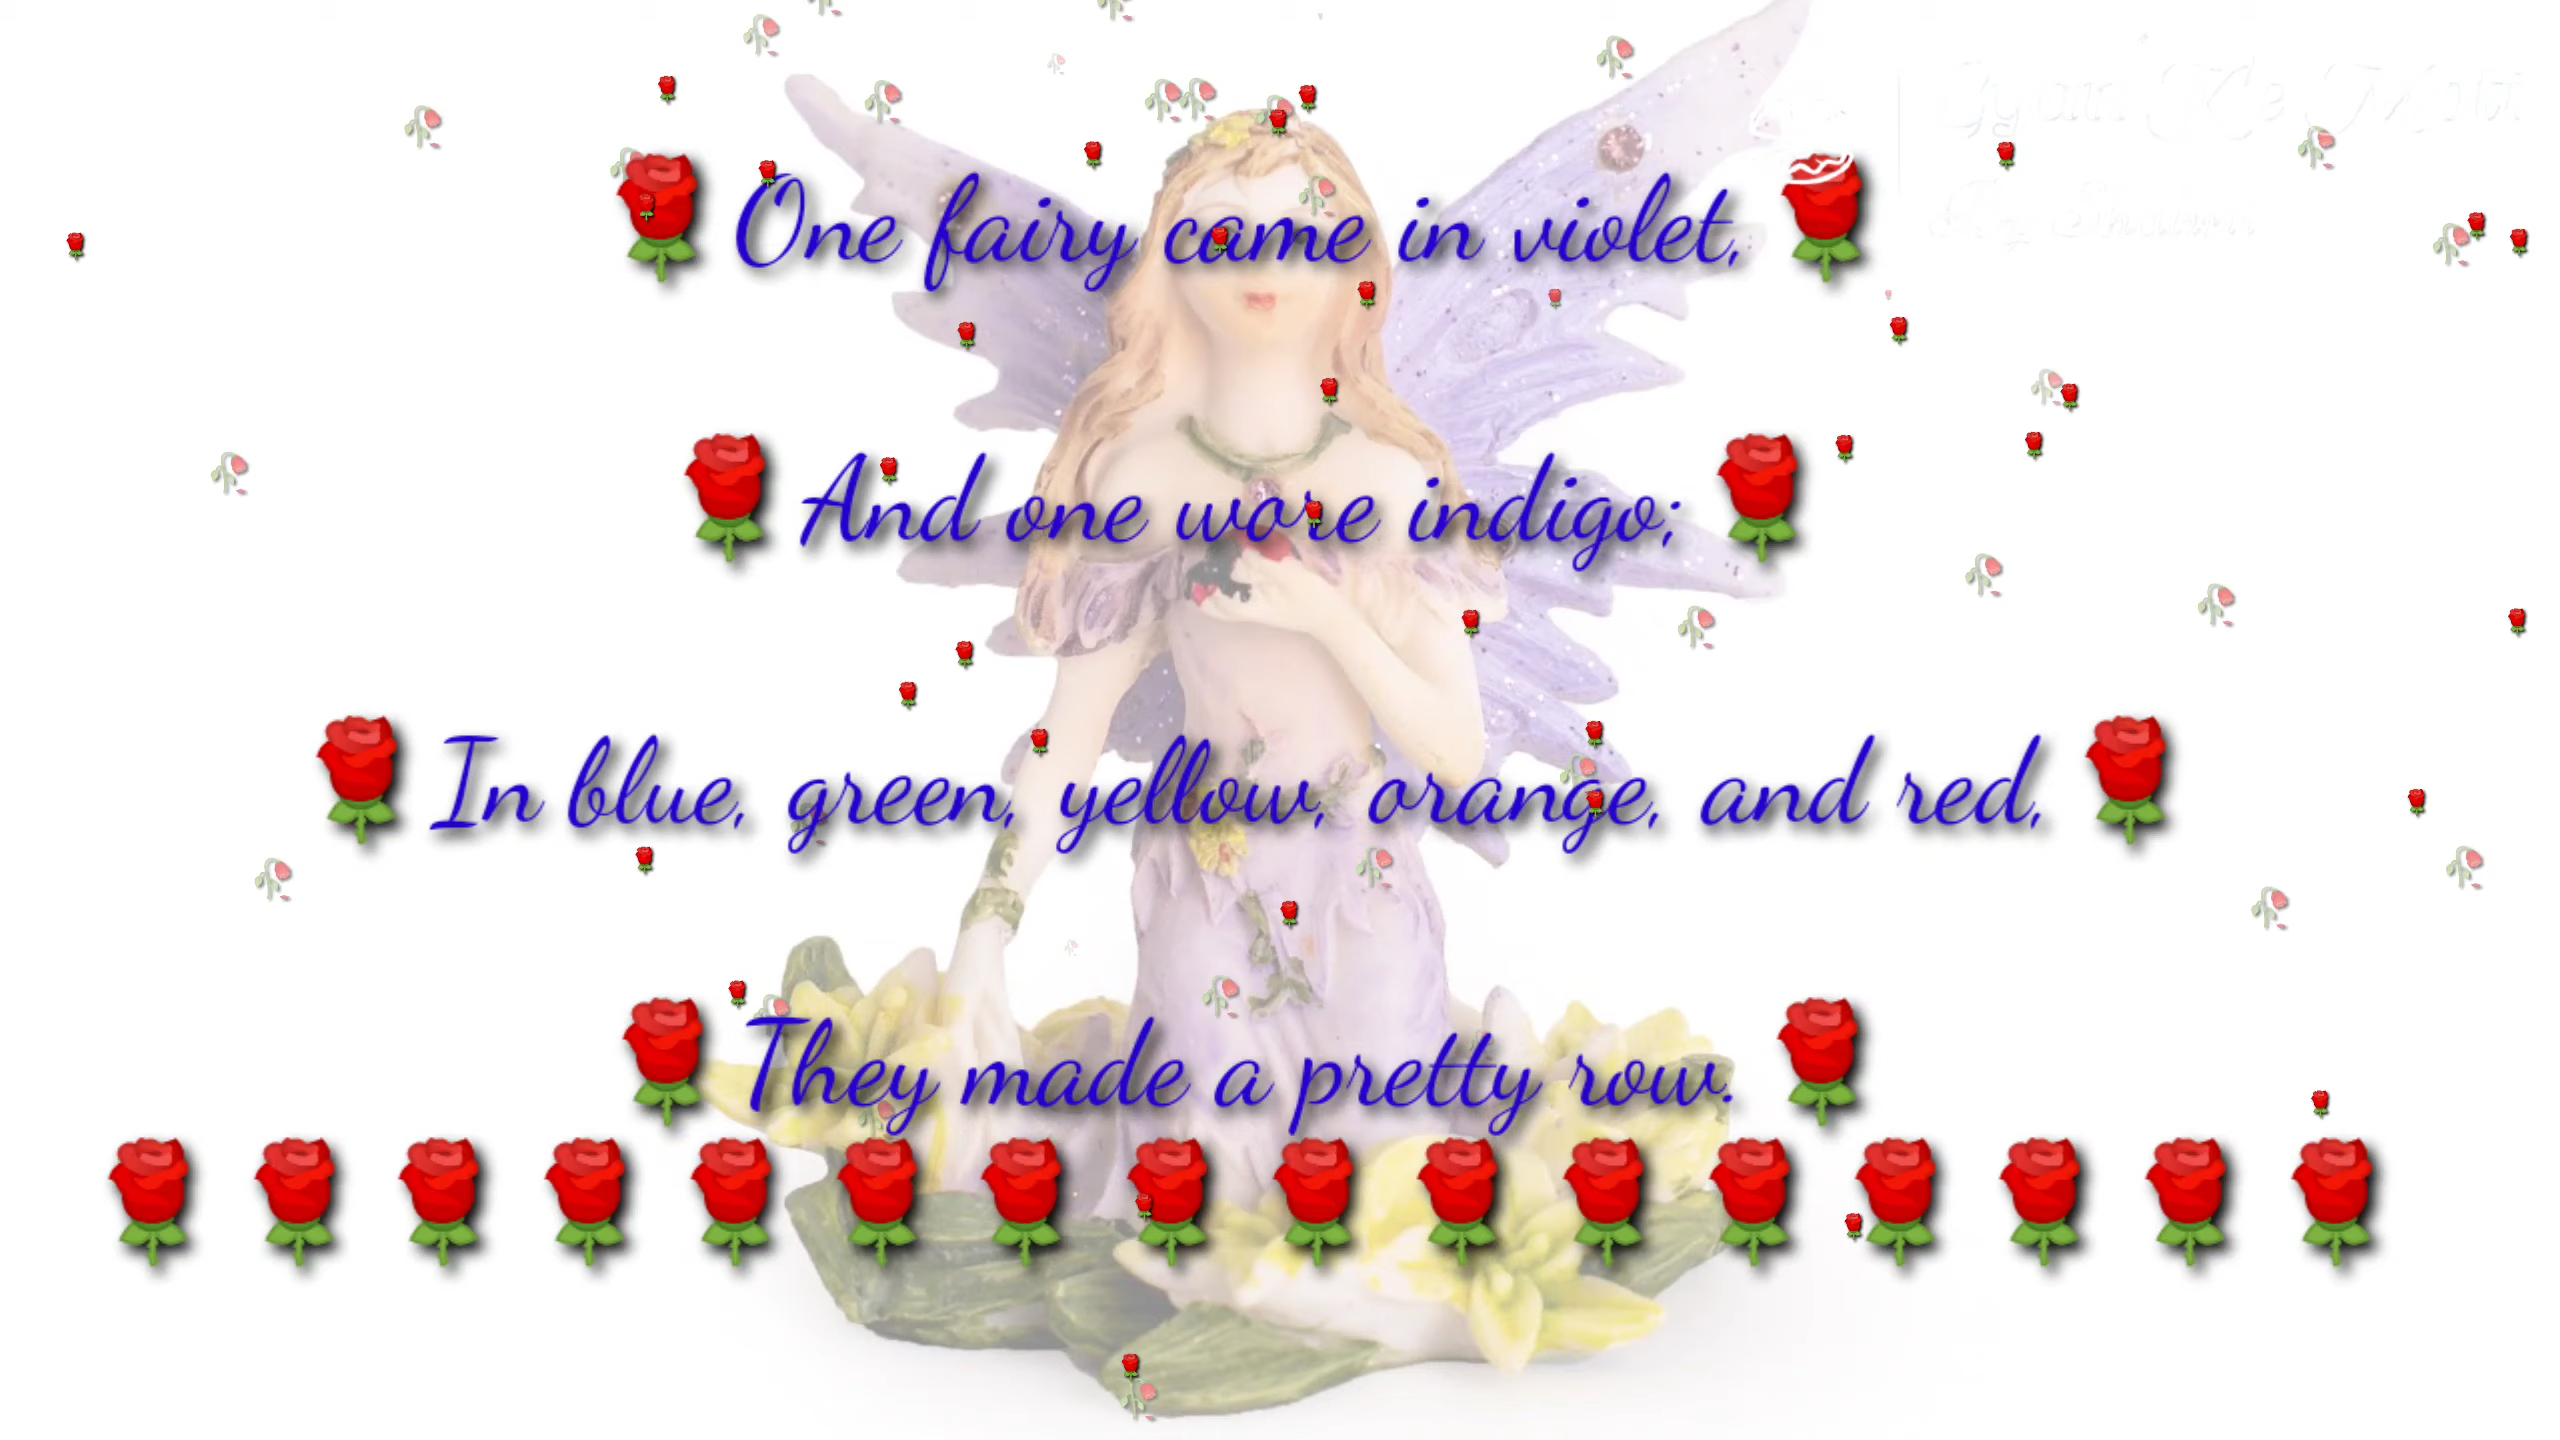 One fairy came in violet,
And one wore indigo;
In blue, green, yellow, orange, and red,
They made a pretty row.